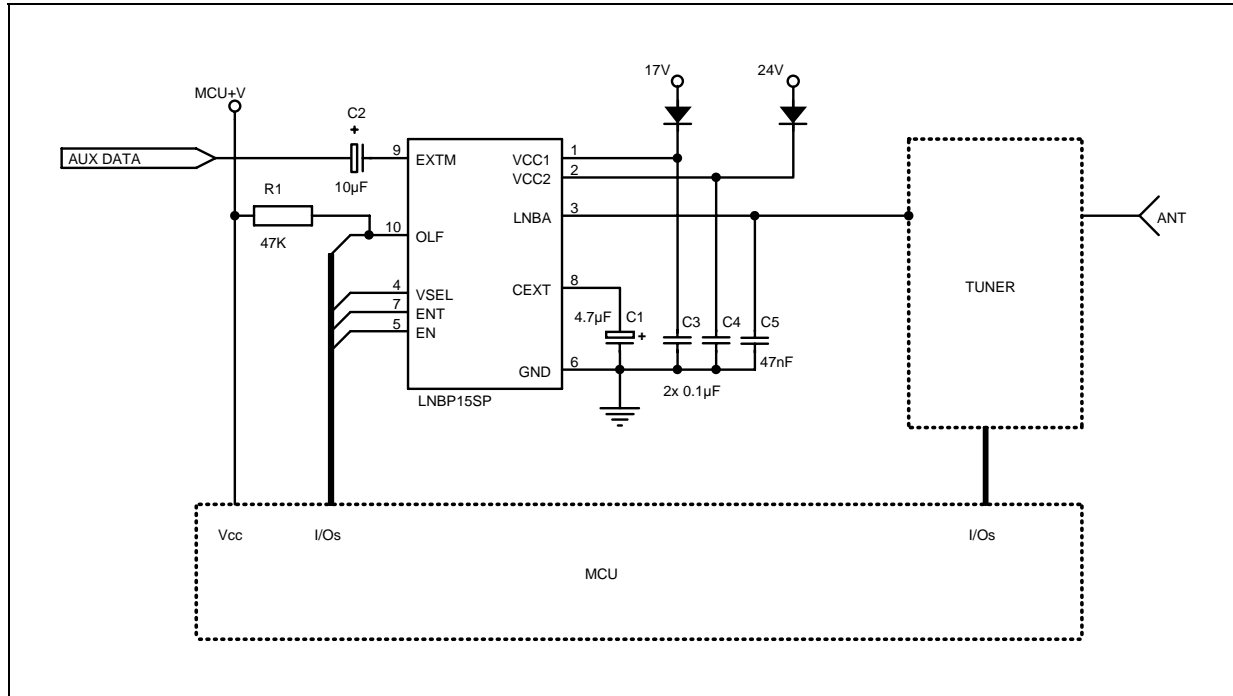 17V
24V
MCU+V
C2
+
AUX DATA
9
EXTM
VCC1
1
10µF
VCC2
2
R1
LNBA
3
ANT
10
OLF
47K
TUNER
CEXT
8
4
VSEL
7
ENT
4.7µF
C1
C3
C4
C5
5
EN
+
47nF
GND
6
2x 0.1µF
LNBP15SP
Vcc
I/Os
I/Os
MCU